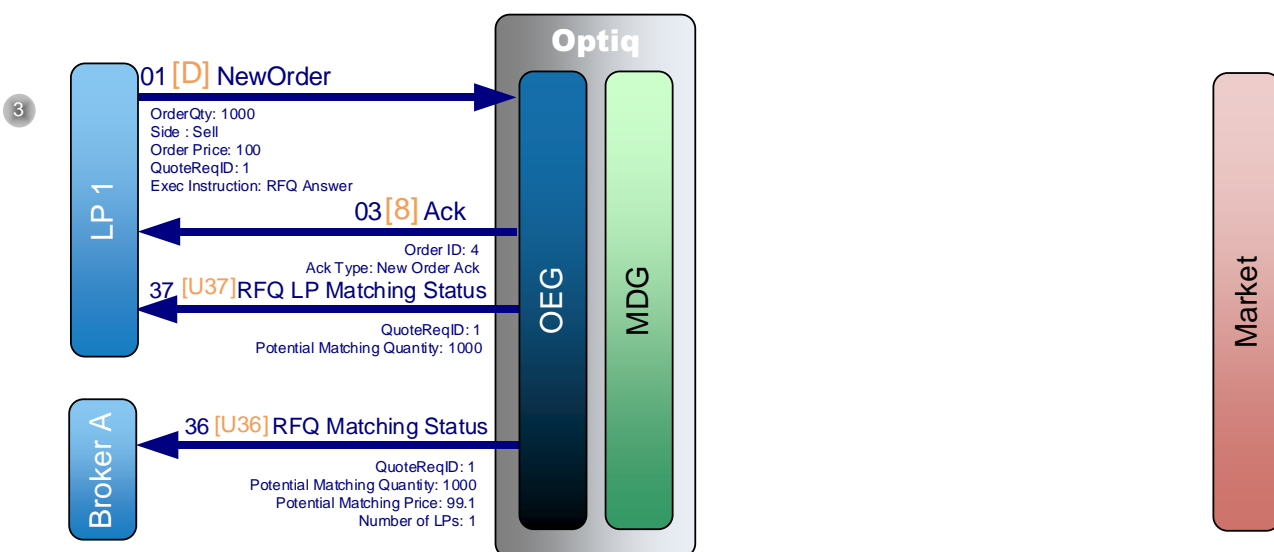 Optiq
01 [D] NewOrder
3
OrderQty: 1000
Side : Sell
Order Price: 100
QuoteReqID: 1
Exec Instruction: RFQ Answer
LP 1
03 [8] Ack
Order ID: 4
Ack Type: New Order Ack
37 [U37] RFQ LP Matching Status
QuoteReqID: 1
Potential Matching Quantity: 1000
OEG
MDG
Market
Broker A
36 [U36] RFQ Matching Status
QuoteReqID: 1
Potential Matching Quantity: 1000
Potential Matching Price: 99.1
Number of LPs: 1